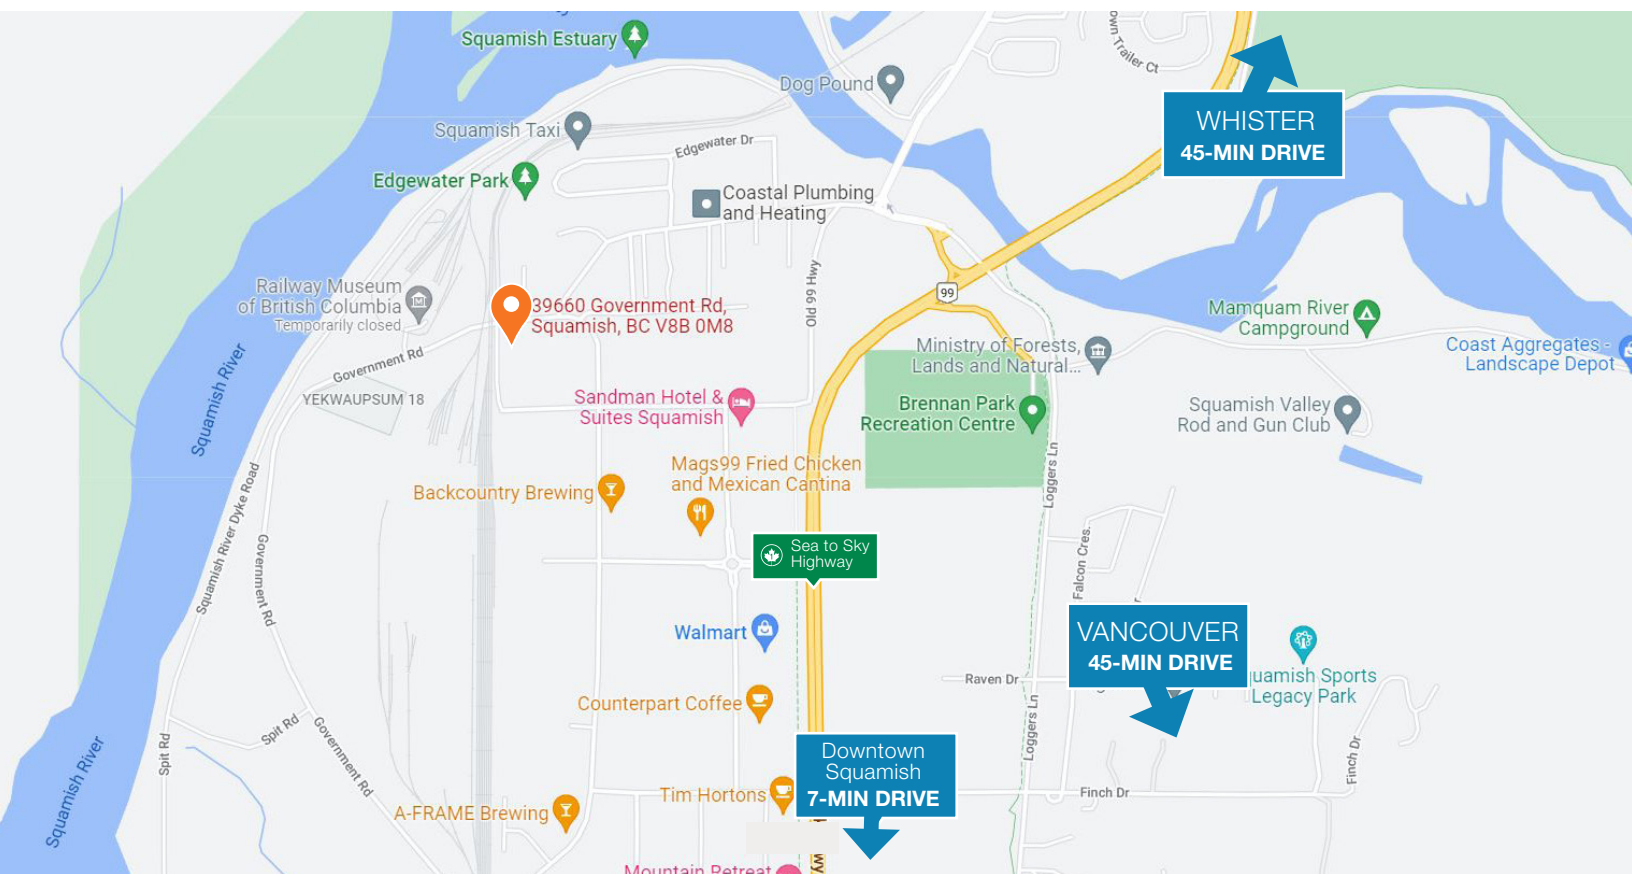 Squamish Estuary
own Trailer Ct
Dog Pound
WHISTER
45-MIN DRIVE
Squamish Taxi
Edgewater Dr
Edgewater Park
Coastal Plumbing
and Heating
Railway Museum
of British Columbia
Temporarily closed
39660 Government Rd,
Squamish, BC V8B 0M8
Old 99 Hwy
99
Mamquam River
Campground
Ministry of Forests,
Lands and Natural...
Coast Aggregates -
Landscape Depot
Government Rd
YEKWAUPSUM 18
Squamish River
Sandman Hotel &
Suites Squamish
Brennan Park
Recreation Centre
Squamish Valley
Rod and Gun Club
Mags99 Fried Chicken
and Mexican Cantina
Backcountry Brewing
Loggers Ln
Squamish River Dyke Road
Government Rd
Sea to Sky
Highway
Falcon Cres.
VANCOUVER
45-MIN DRIVE
Walmart
Raven Dr
uamish Sports
Legacy Park
Counterpart Coffee
Spit Rd
Spit Rd
Government Rd
Loggers Ln
Finch Dr
Squamish River
Downtown
Squamish
7-MIN DRIVE
Tim Hortons
Finch Dr
A-FRAME Brewing
Mountain Retreat
wy